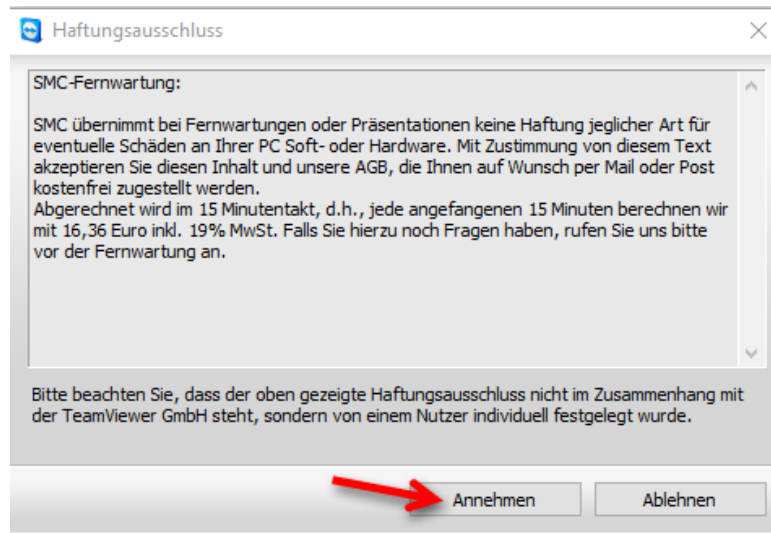 Haftungsausschluss
SMC-Fernwartung:
SMC übernimmt bei Fernwartungen oder Präsentationen keine Haftung jeglicher Art für
eventuelle Schäden an Ihrer PC Soft- oder Hardware. Mit Zustimmung von diesem Text
akzeptieren Sie diesen Inhalt und unsere AGB, die Ihnen auf Wunsch per Mail oder Post
kostenfrei zugestellt werden.
Abgerechnet wird im 15 Minutentakt, d.h., jede angefangenen 15 Minuten berechnen wir
mit 16,36 Euro inkl. 19% MwSt. Falls Sie hierzu noch Fragen haben, rufen Sie uns bitte
vor der Fernwartung an.
Bitte beachten Sie, dass der oben gezeigte Haftungsausschluss nicht im Zusammenhang mit
der TeamViewer GmbH steht, sondern von einem Nutzer individuell festgelegt wurde.
Annehmen
Ablehnen